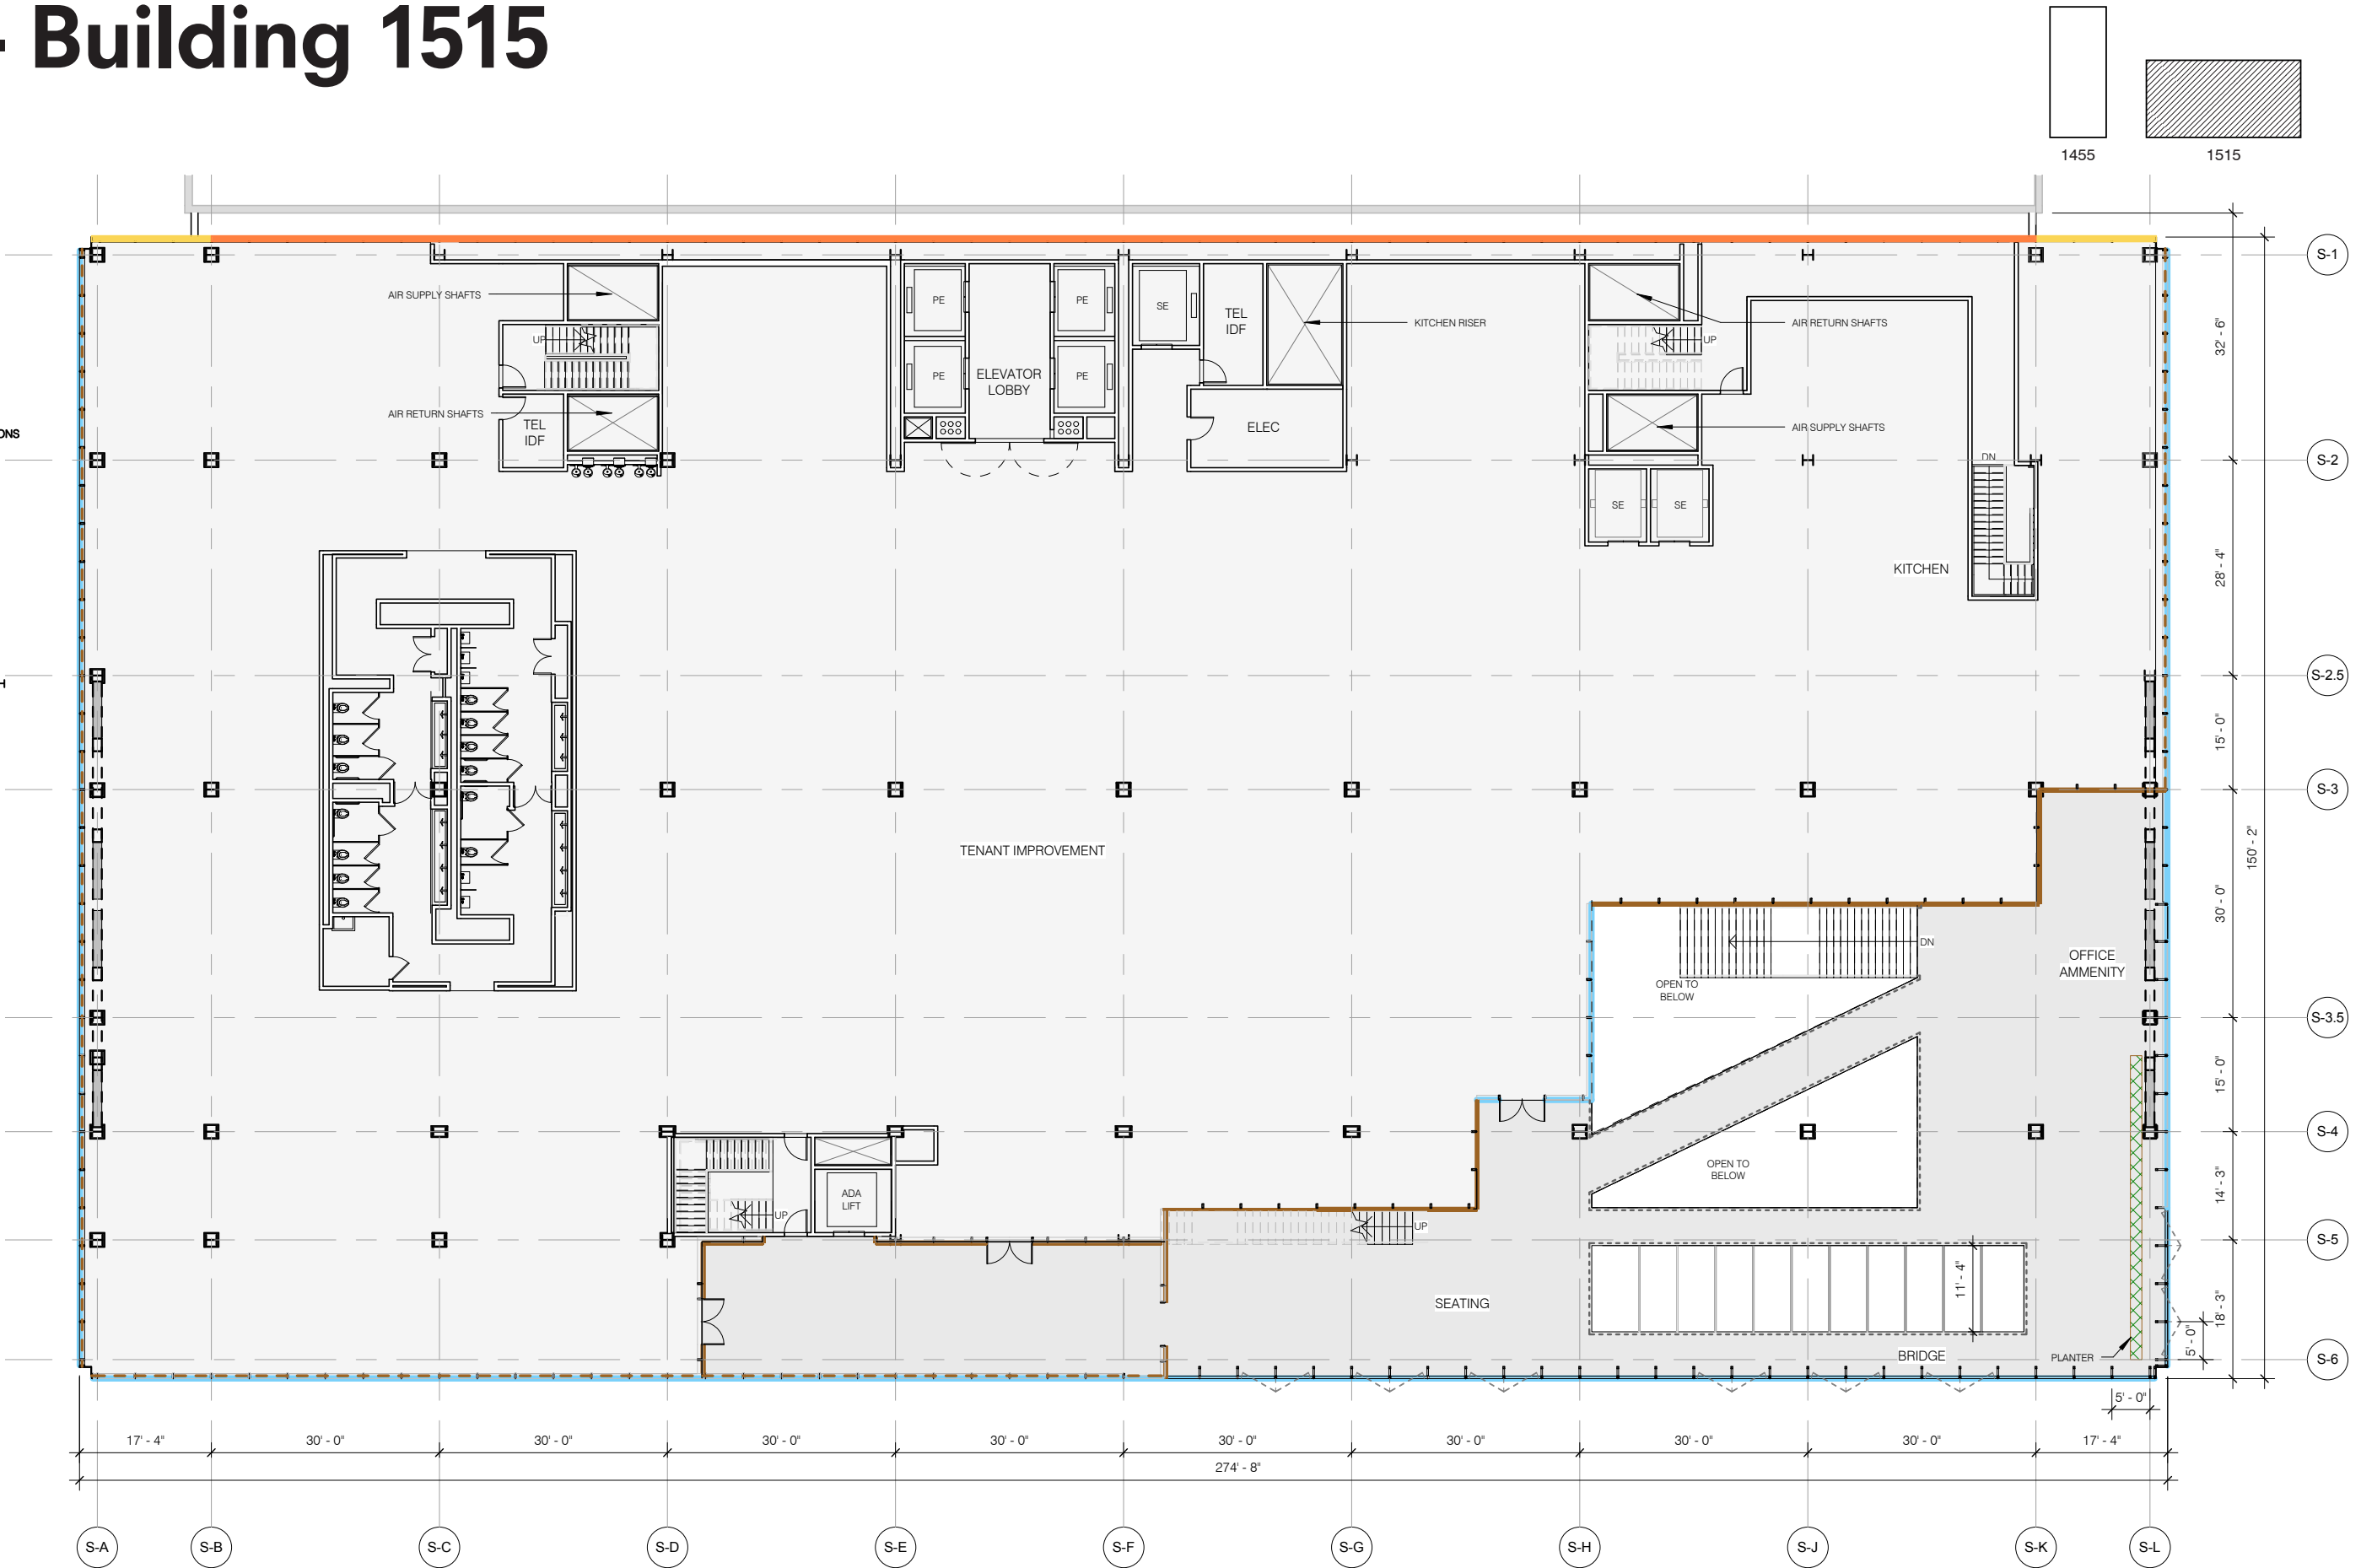 - Building 1515
1455
1515
AIR SUPPLY SHAFTS
UP
AIR RETURN SHAFTS
TEL
IDF
PE
PE
PE
PE
ELEVATOR
LOBBY
SE
TEL
IDF
KITCHEN RISER
ELEC
AIR RETURN SHAFTS
UP
AIR SUPPLY SHAFTS
SE
SE
DN
KITCHEN
TENANT IMPROVEMENT
DN
OPEN TO
BELOW
OFFICE
AMMENITY
OPEN TO
BELOW
ADA
LIFT
UP
UP
SEATING
11' - 4"
BRIDGE
PLANTER
S-1
S-2
S-2.5
S-3
S-3.5
S-4
S-5
S-6
32' - 6"
28' - 4"
15' - 0"
30' - 0"
15' - 0"
14' - 3"
18' - 3"
150' - 2"
5' - 0"
5' - 0"
17' - 4"
30' - 0"
30' - 0"
30' - 0"
30' - 0"
30' - 0"
30' - 0"
30' - 0"
30' - 0"
17' - 4"
274' - 8"
S-A
S-B
S-C
S-D
S-E
S-F
S-G
S-H
S-J
S-K
S-L